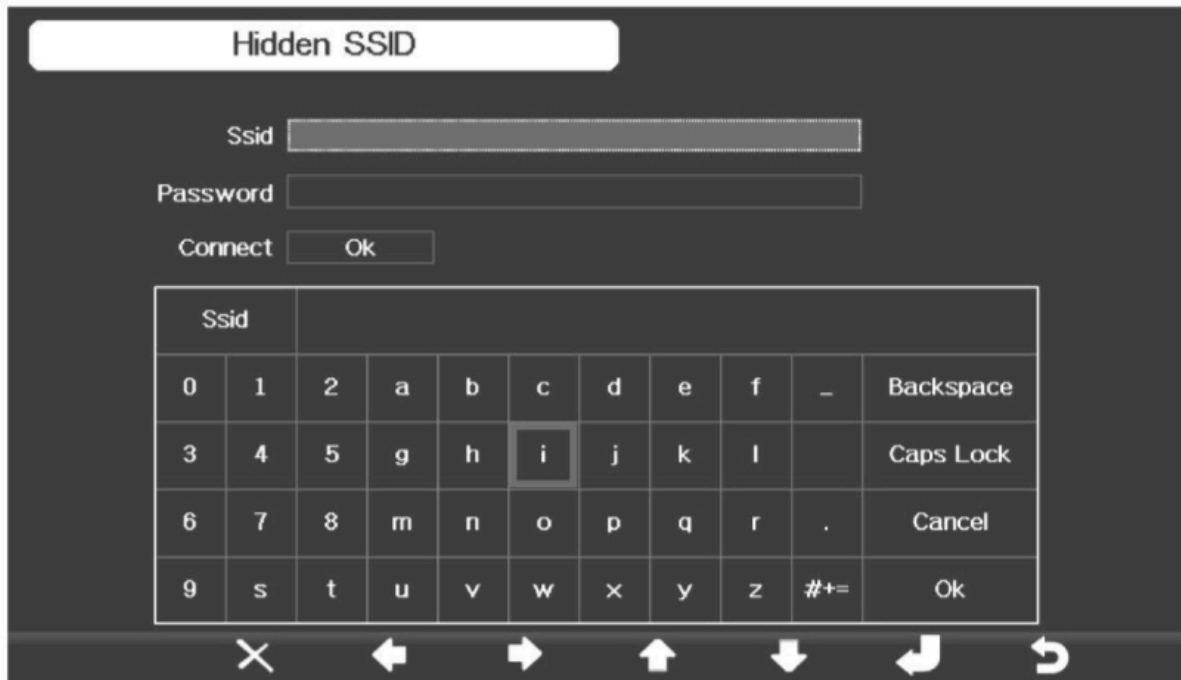 Hidden SSID
Ssid
Password
Connect Ok
Ssid
0 1 2 a b c d e f _ Backspace
3 4 5 g h i j k l Caps Lock
6 7 8 m n o p q r . Cancel
9 s t u v w x y z #+= Ok